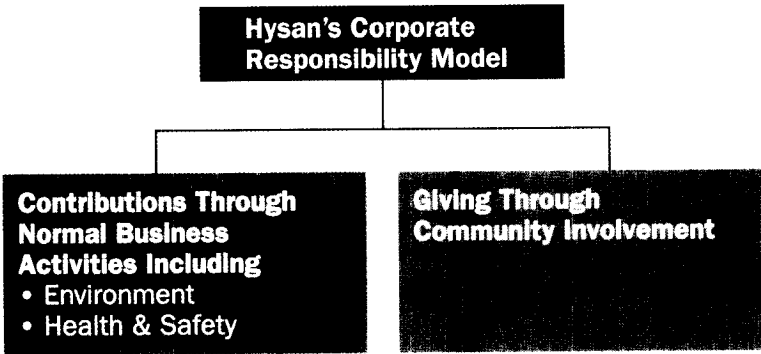 Hysan's Corporate
Responsibility Model
Contributions Through
Normal Business
Activities Including
• Environment
• Health & Safety
Giving Through
Community Involvement